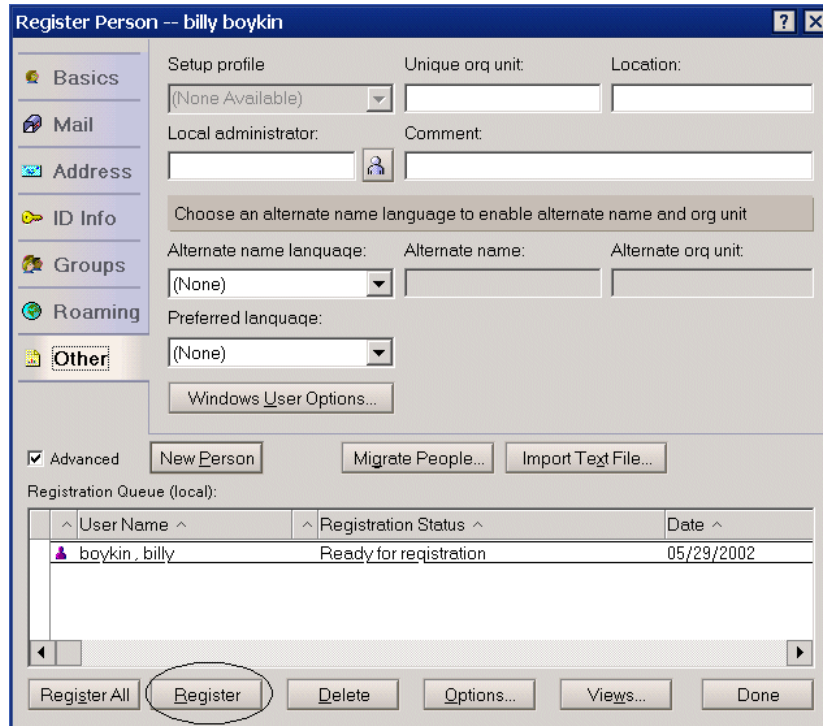 Register Person -- billy boykin
Basics
Mail
Address
ID Info
Groups
Roaming
Other
Setup profile Unique org unit: Location:
(None Available)
Local administrator: Comment:
Choose an alternate name language to enable alternate name and org unit
Alternate name language: Alternate name: Alternate org unit:
(None)
Preferred language:
(None)
Windows User Options...
Advanced New Person Migrate People... Import Text File...
Registration Queue (local):
User Name Registration Status Date
boykin , billy Ready for registration 05/29/2002
Register All Register Delete Options... Views... Done